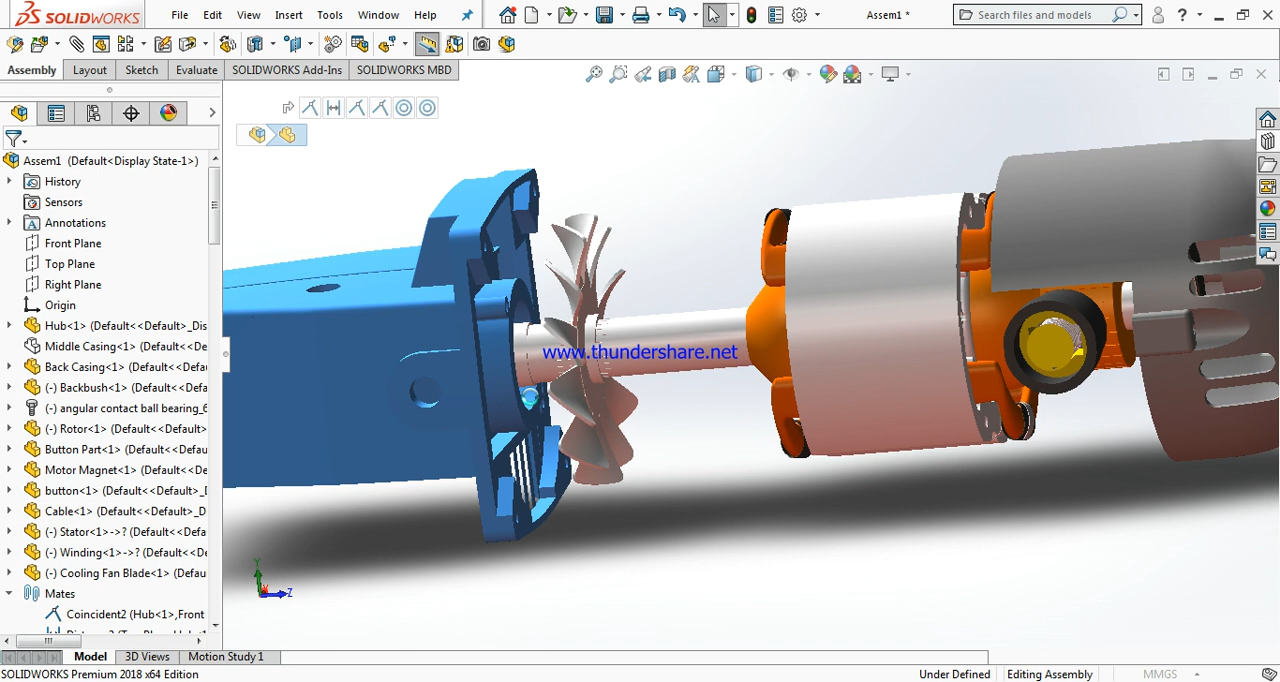 SOLIDWORKS File Edit View Insert Tools Window Help Assem1 * Search files and models ?
Assembly Layout Sketch Evaluate SOLIDWORKS Add-Ins SOLIDWORKS MBD
Assem1 (Default<Display State-1>)
History
Sensors
Annotations
Front Plane
Top Plane
Right Plane
Origin
Hub<1> (Default<<Default>_Dis
Middle Casing<1> (Default<<De
Back Casing<1> (Default<<Defau
(-) Backbush<1> (Default<<Defa
(-) angular contact ball bearing_6
(-) Rotor<1> (Default<<Default>_
Button Part<1> (Default<<Defau
Motor Magnet<1> (Default<<De
button<1> (Default<<Default>_D
Cable<1> (Default<<Default>_D
(-) Stator<1>->? (Default<<Defa
(-) Winding<1>->? (Default<<De
(-) Cooling Fan Blade<1> (Defau
Mates
Coincident2 (Hub<1>,Front
www.thundershare.net
Y
X
Z
Model 3D Views Motion Study 1
SOLIDWORKS Premium 2018 x64 Edition Under Defined Editing Assembly MMGS